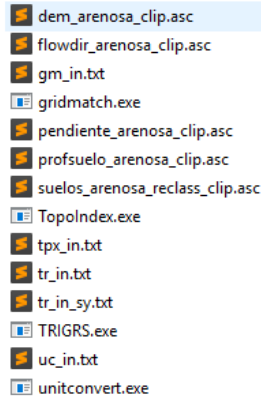 dem_arenosa_clip.asc
flowdir_arenosa_clip.asc
gm_in.txt
gridmatch.exe
pendiente_arenosa_clip.asc
profsuelo_arenosa_clip.asc
suelos_arenosa_reclass_clip.asc
TopoIndex.exe
tpx_in.txt
tr_in.txt
tr_in_sy.txt
TRIGRS.exe
uc_in.txt
unitconvert.exe